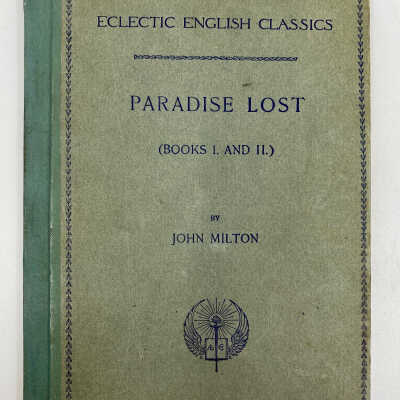 ECLECTIC ENGLISH CLASSICS
PARADISE LOST
(BOOKS I. AND II.)
BY
JOHN MILTON